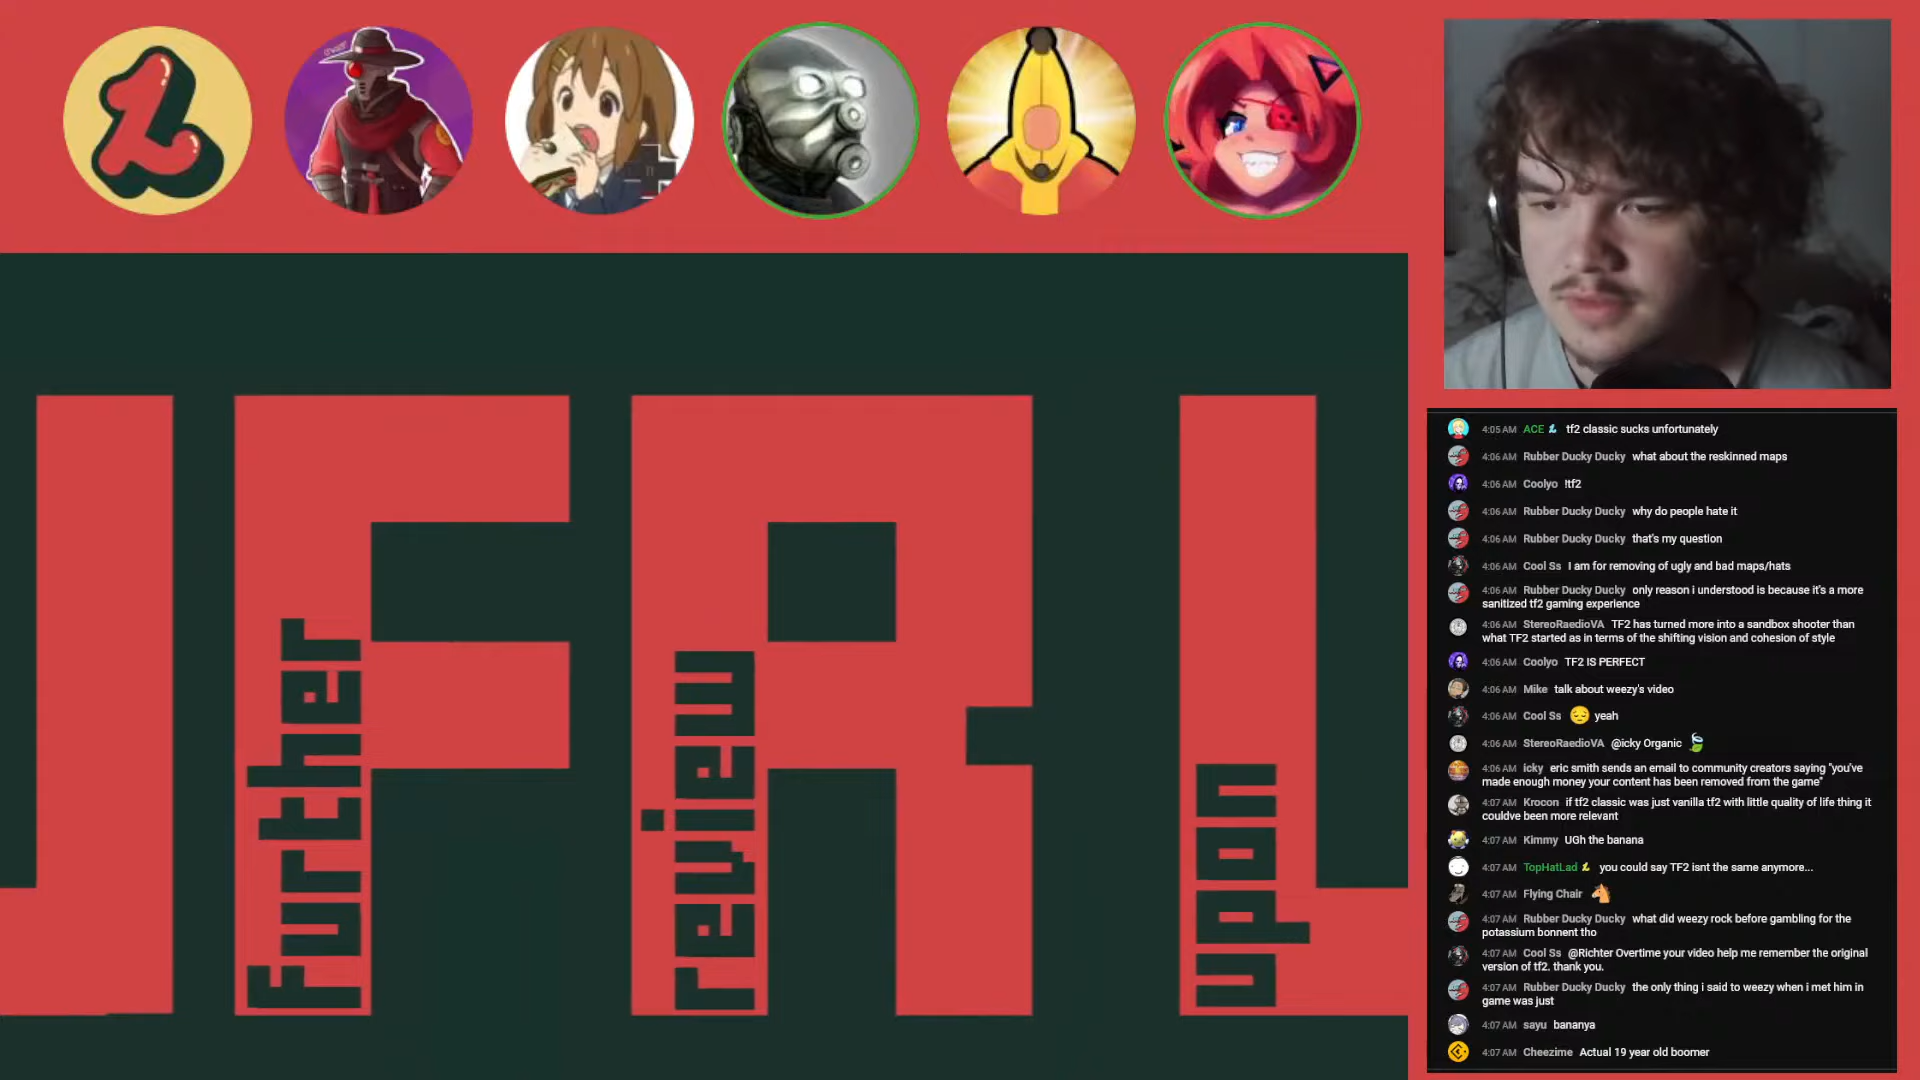 UFRU
further
review
upon
4:05 AM ACE tf2 classic sucks unfortunately
4:06 AM Rubber Ducky Ducky what about the reskinned maps
4:06 AM Coolyo !tf2
4:06 AM Rubber Ducky Ducky why do people hate it
4:06 AM Rubber Ducky Ducky that's my question
4:06 AM Cool Ss I am for removing of ugly and bad maps/hats
4:06 AM Rubber Ducky Ducky only reason i understood is because it's a more
sanitized tf2 gaming experience
4:06 AM StereoRaedioVA TF2 has turned more into a sandbox shooter than
what TF2 started as in terms of the shifting vision and cohesion of style
4:06 AM Coolyo TF2 IS PERFECT
4:06 AM Mike talk about weezy's video
4:06 AM Cool Ss 😔 yeah
4:06 AM StereoRaedioVA @icky Organic 🍃
4:06 AM icky eric smith sends an email to community creators saying "you've
made enough money your content has been removed from the game"
4:07 AM Krocon if tf2 classic was just vanilla tf2 with little quality of life thing it
couldve been more relevant
4:07 AM Kimmy UGh the banana
4:07 AM TopHatLad you could say TF2 isnt the same anymore...
4:07 AM Flying Chair 🐴
4:07 AM Rubber Ducky Ducky what did weezy rock before gambling for the
potassium bonnent tho
4:07 AM Cool Ss @Richter Overtime your video help me remember the original
version of tf2. thank you.
4:07 AM Rubber Ducky Ducky the only thing i said to weezy when i met him in
game was just
4:07 AM sayu bananya
4:07 AM Cheezime Actual 19 year old boomer